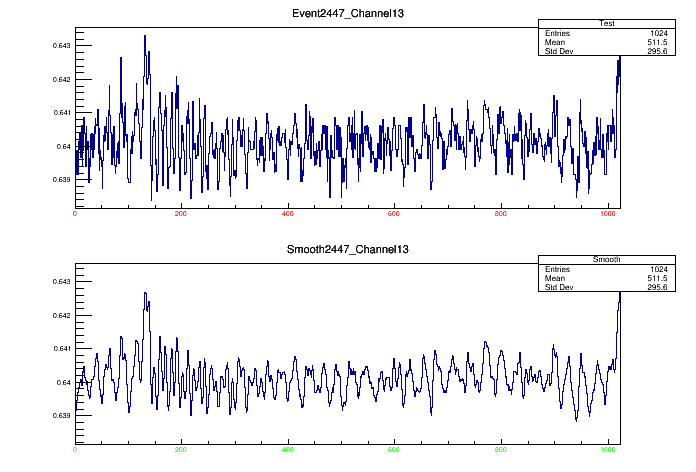 Event2447_Channel13
Test
Entries 1024
Mean 511.5
Std Dev 295.6
0.643
0.642
0.641
0.64
0.639
0 200 400 600 800 1000
Smooth2447_Channel13
Smooth
Entries 1024
Mean 511.5
Std Dev 295.6
0.643
0.642
0.641
0.64
0.639
0 200 400 600 800 1000